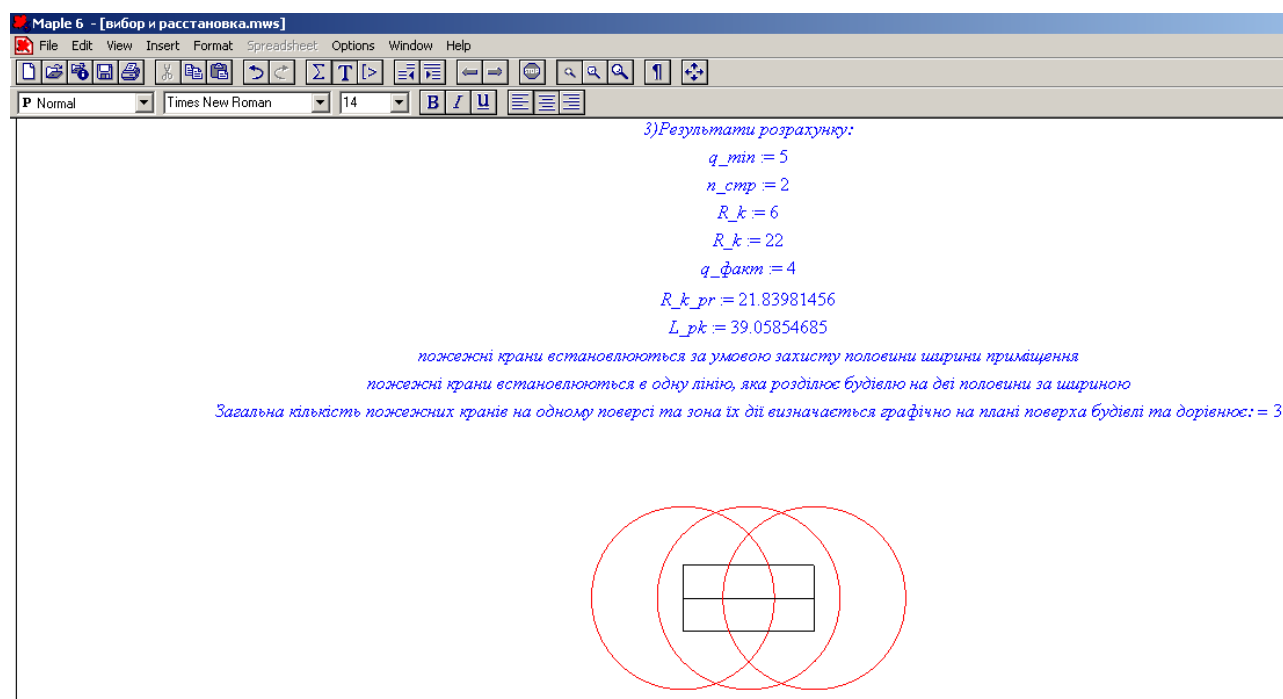 Maple 6 - [вибор и расстановка.mws]
File Edit View Insert Format Spreadsheet Options Window Help
P Normal Times New Roman 14 B I U
3)Результати розрахунку:
q_min := 5
n_стр := 2
R_k := 6
R_k := 22
q_факт := 4
R_k_pr := 21.83981456
L_pk := 39.05854685
пожежні крани встановлюються за умовою захисту половини ширини приміщення
пожежні крани встановлюються в одну лінію, яка розділює будівлю на дві половини за шириною
Загальна кількість пожежних кранів на одному поверсі та зона їх дії визначається графічно на плані поверха будівлі та дорівнює: = 3